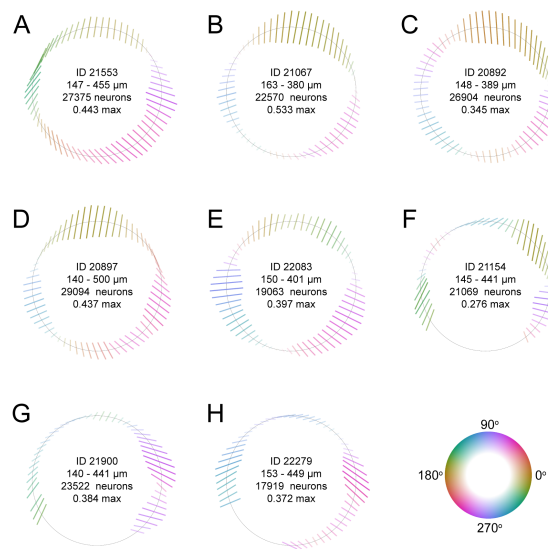 A
ID 21553
147 - 455 µm
27375 neurons
0.443 max
B
ID 21067
163 - 380 µm
22570 neurons
0.533 max
C
ID 20892
148 - 389 µm
26904 neurons
0.345 max
D
ID 20897
140 - 500 µm
29094 neurons
0.437 max
E
ID 22083
150 - 401 µm
19063 neurons
0.397 max
F
ID 21154
145 - 441 µm
21069 neurons
0.276 max
G
ID 21900
140 - 441 µm
23522 neurons
0.384 max
H
ID 22279
153 - 449 µm
17919 neurons
0.372 max
90º
180º
0º
270º